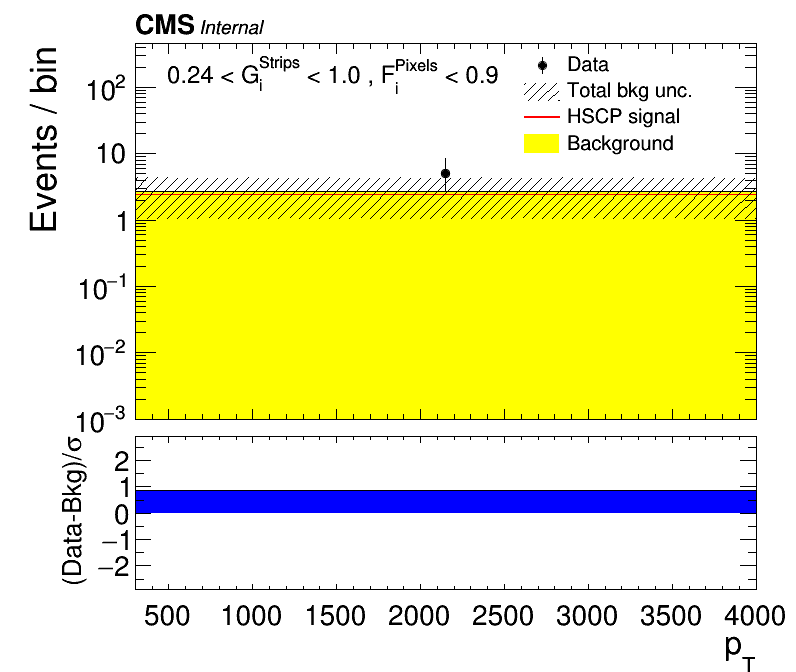 CMS Internal
0.24 < G_i^Strips < 1.0 , F_i^Pixels < 0.9
Data
Total bkg unc.
HSCP signal
Background
Events / bin
10²
10
1
10⁻¹
10⁻²
10⁻³
(Data-Bkg)/σ
2
1
0
−1
−2
500 1000 1500 2000 2500 3000 3500 4000
p_T